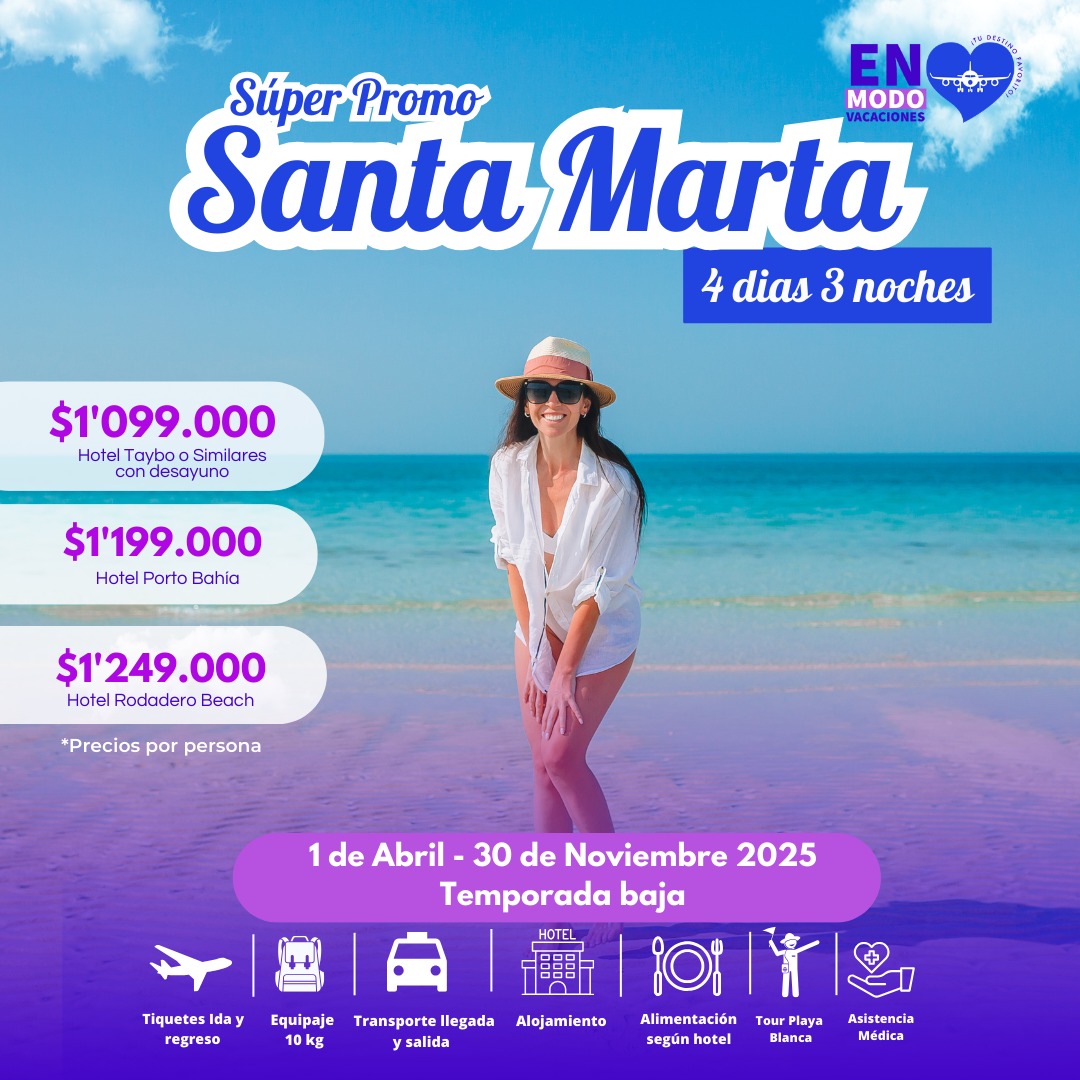 EN
MODO
VACACIONES
¡TU DESTINO FAVORITO!
Súper Promo
Santa Marta
4 dias 3 noches
$1'099.000
Hotel Taybo o Similares
con desayuno
$1'199.000
Hotel Porto Bahía
$1'249.000
Hotel Rodadero Beach
*Precios por persona
1 de Abril - 30 de Noviembre 2025
Temporada baja
HOTEL
Tiquetes Ida y
regreso
Equipaje
10 kg
Transporte llegada
y salida
Alojamiento
Alimentación
según hotel
Tour Playa
Blanca
Asistencia
Médica